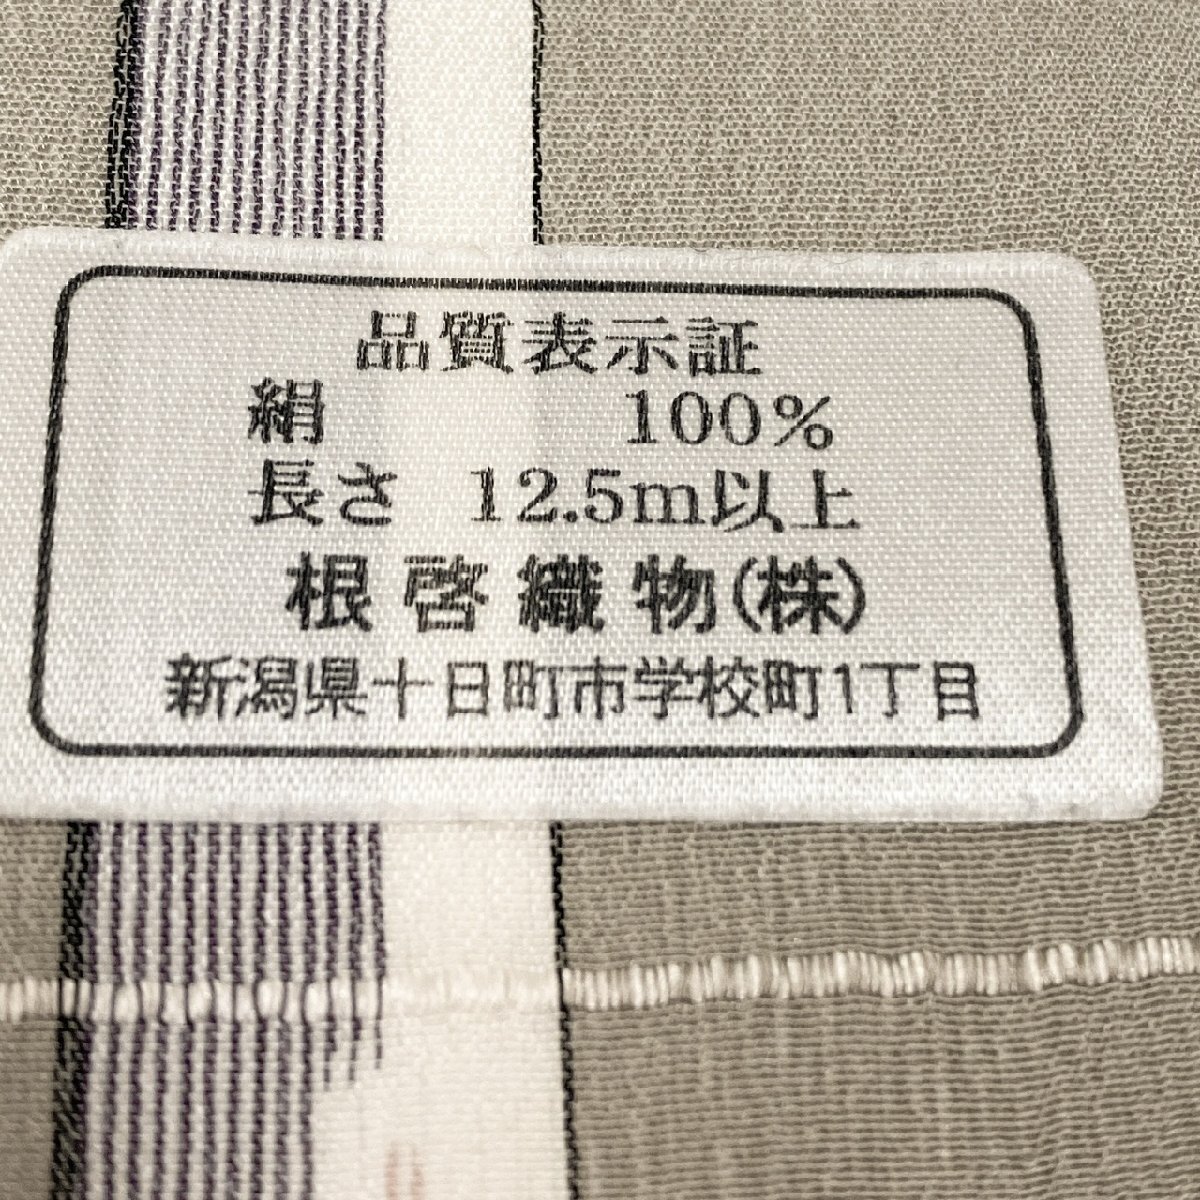 品質表示証
絹 100%
長さ 12.5m以上
根啓織物(株)
新潟県十日町市学校町1丁目